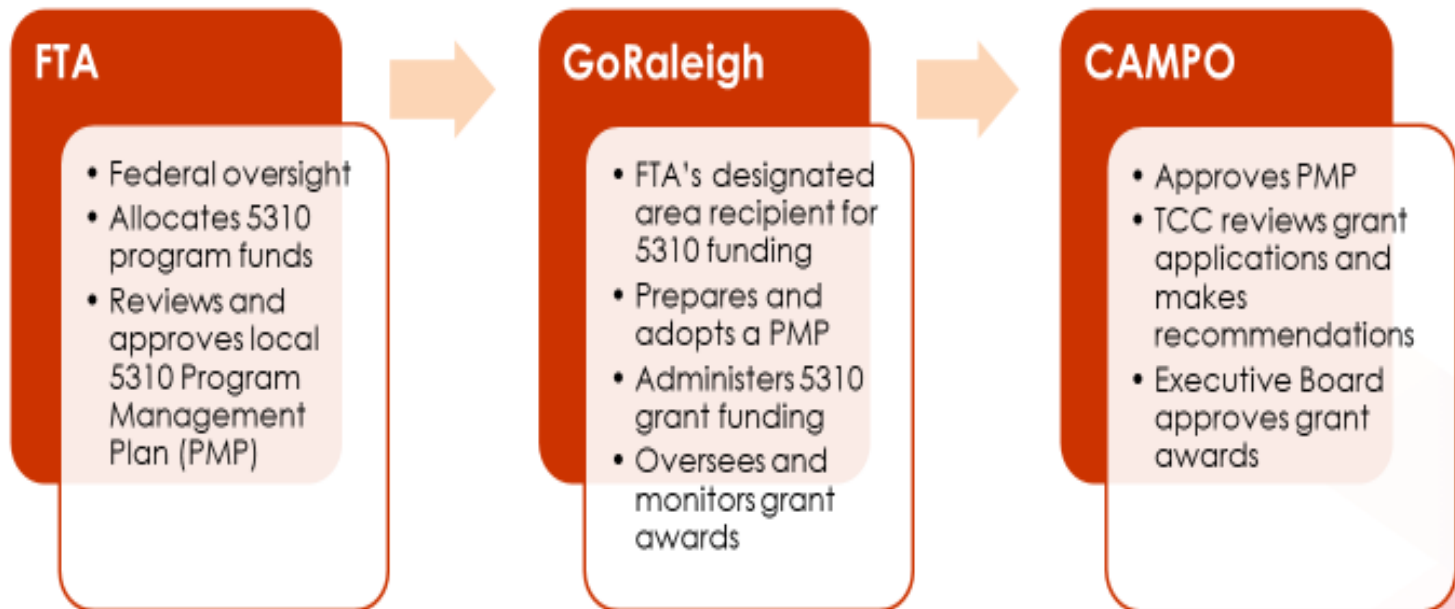 FTA
• Federal oversight
• Allocates 5310
program funds
• Reviews and
approves local
5310 Program
Management
Plan (PMP)
GoRaleigh
• FTA's designated
area recipient for
5310 funding
• Prepares and
adopts a PMP
• Administers 5310
grant funding
• Oversees and
monitors grant
awards
CAMPO
• Approves PMP
• TCC reviews grant
applications and
makes
recommendations
• Executive Board
approves grant
awards